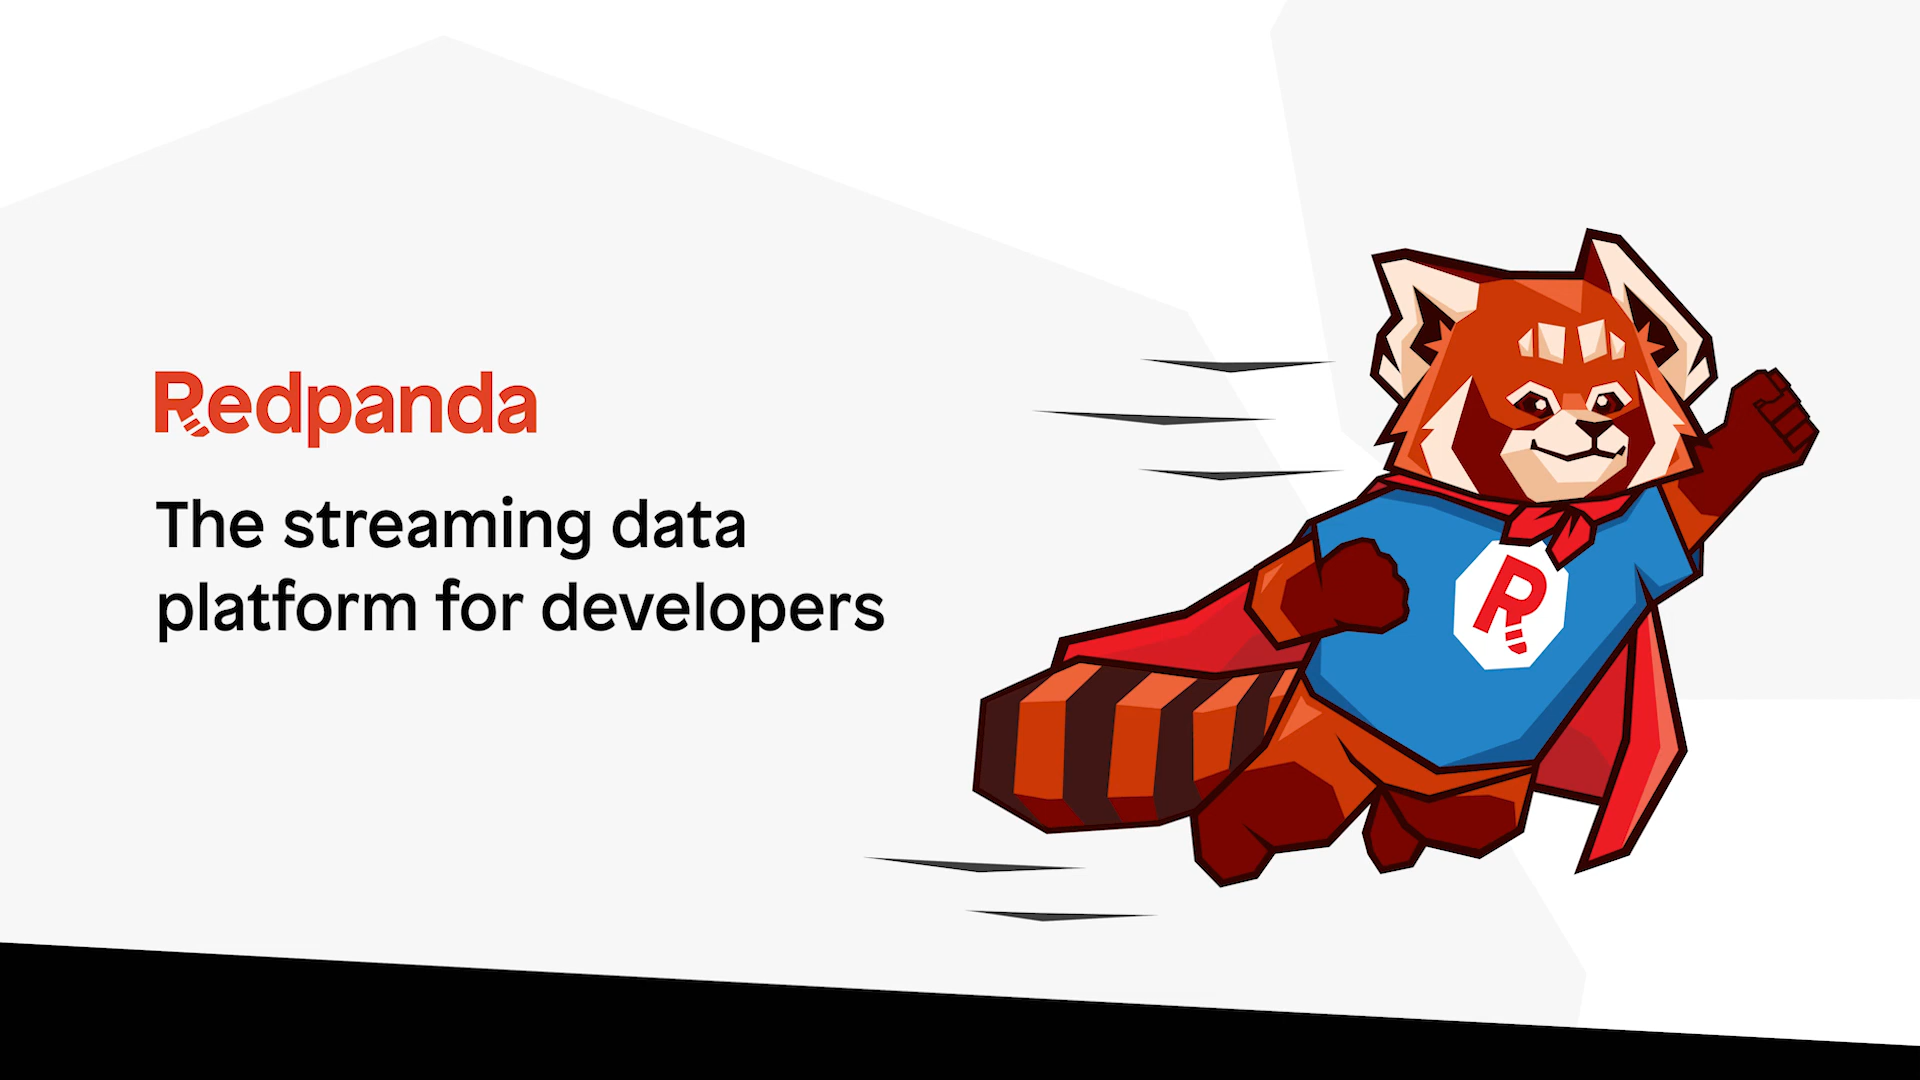 Redpanda
The streaming data
platform for developers
R